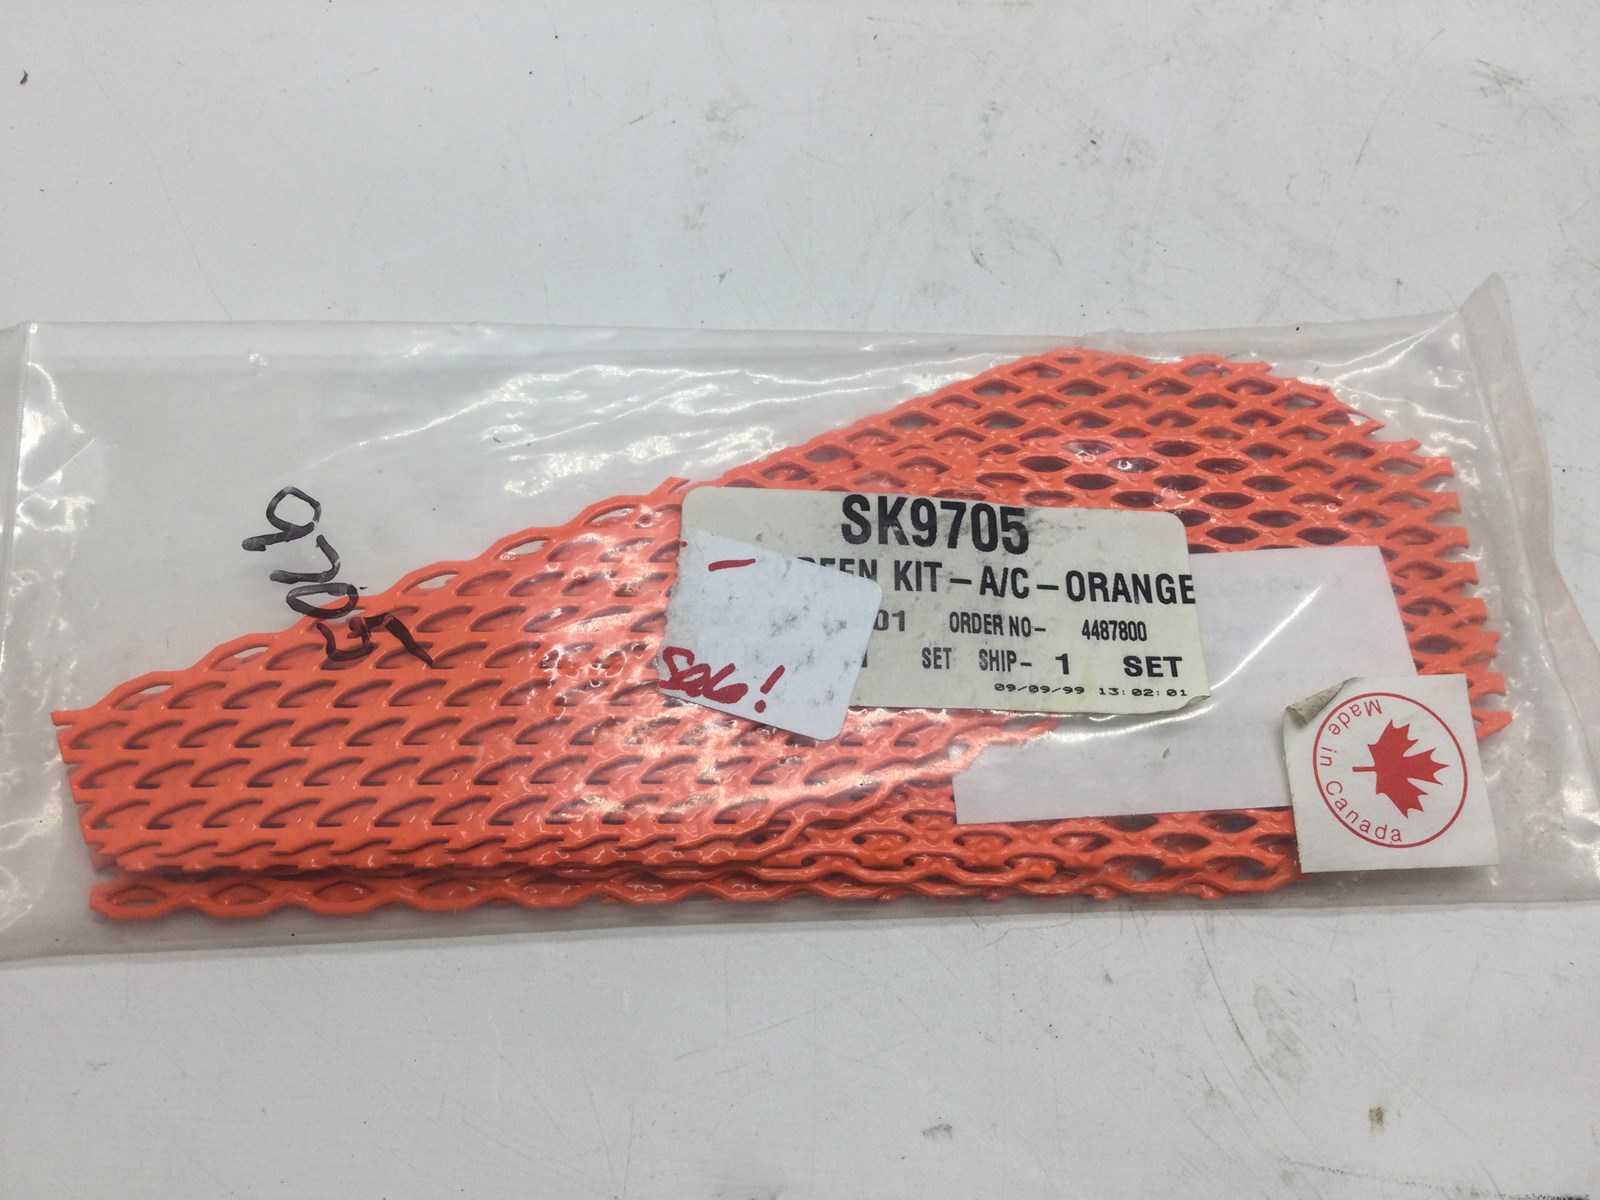 SK9705
KIT - A/C - ORANGE
01 ORDER NO- 4487800
SET SHIP- 1 SET
09/09/99 13:02:01
9705
Made in Canada